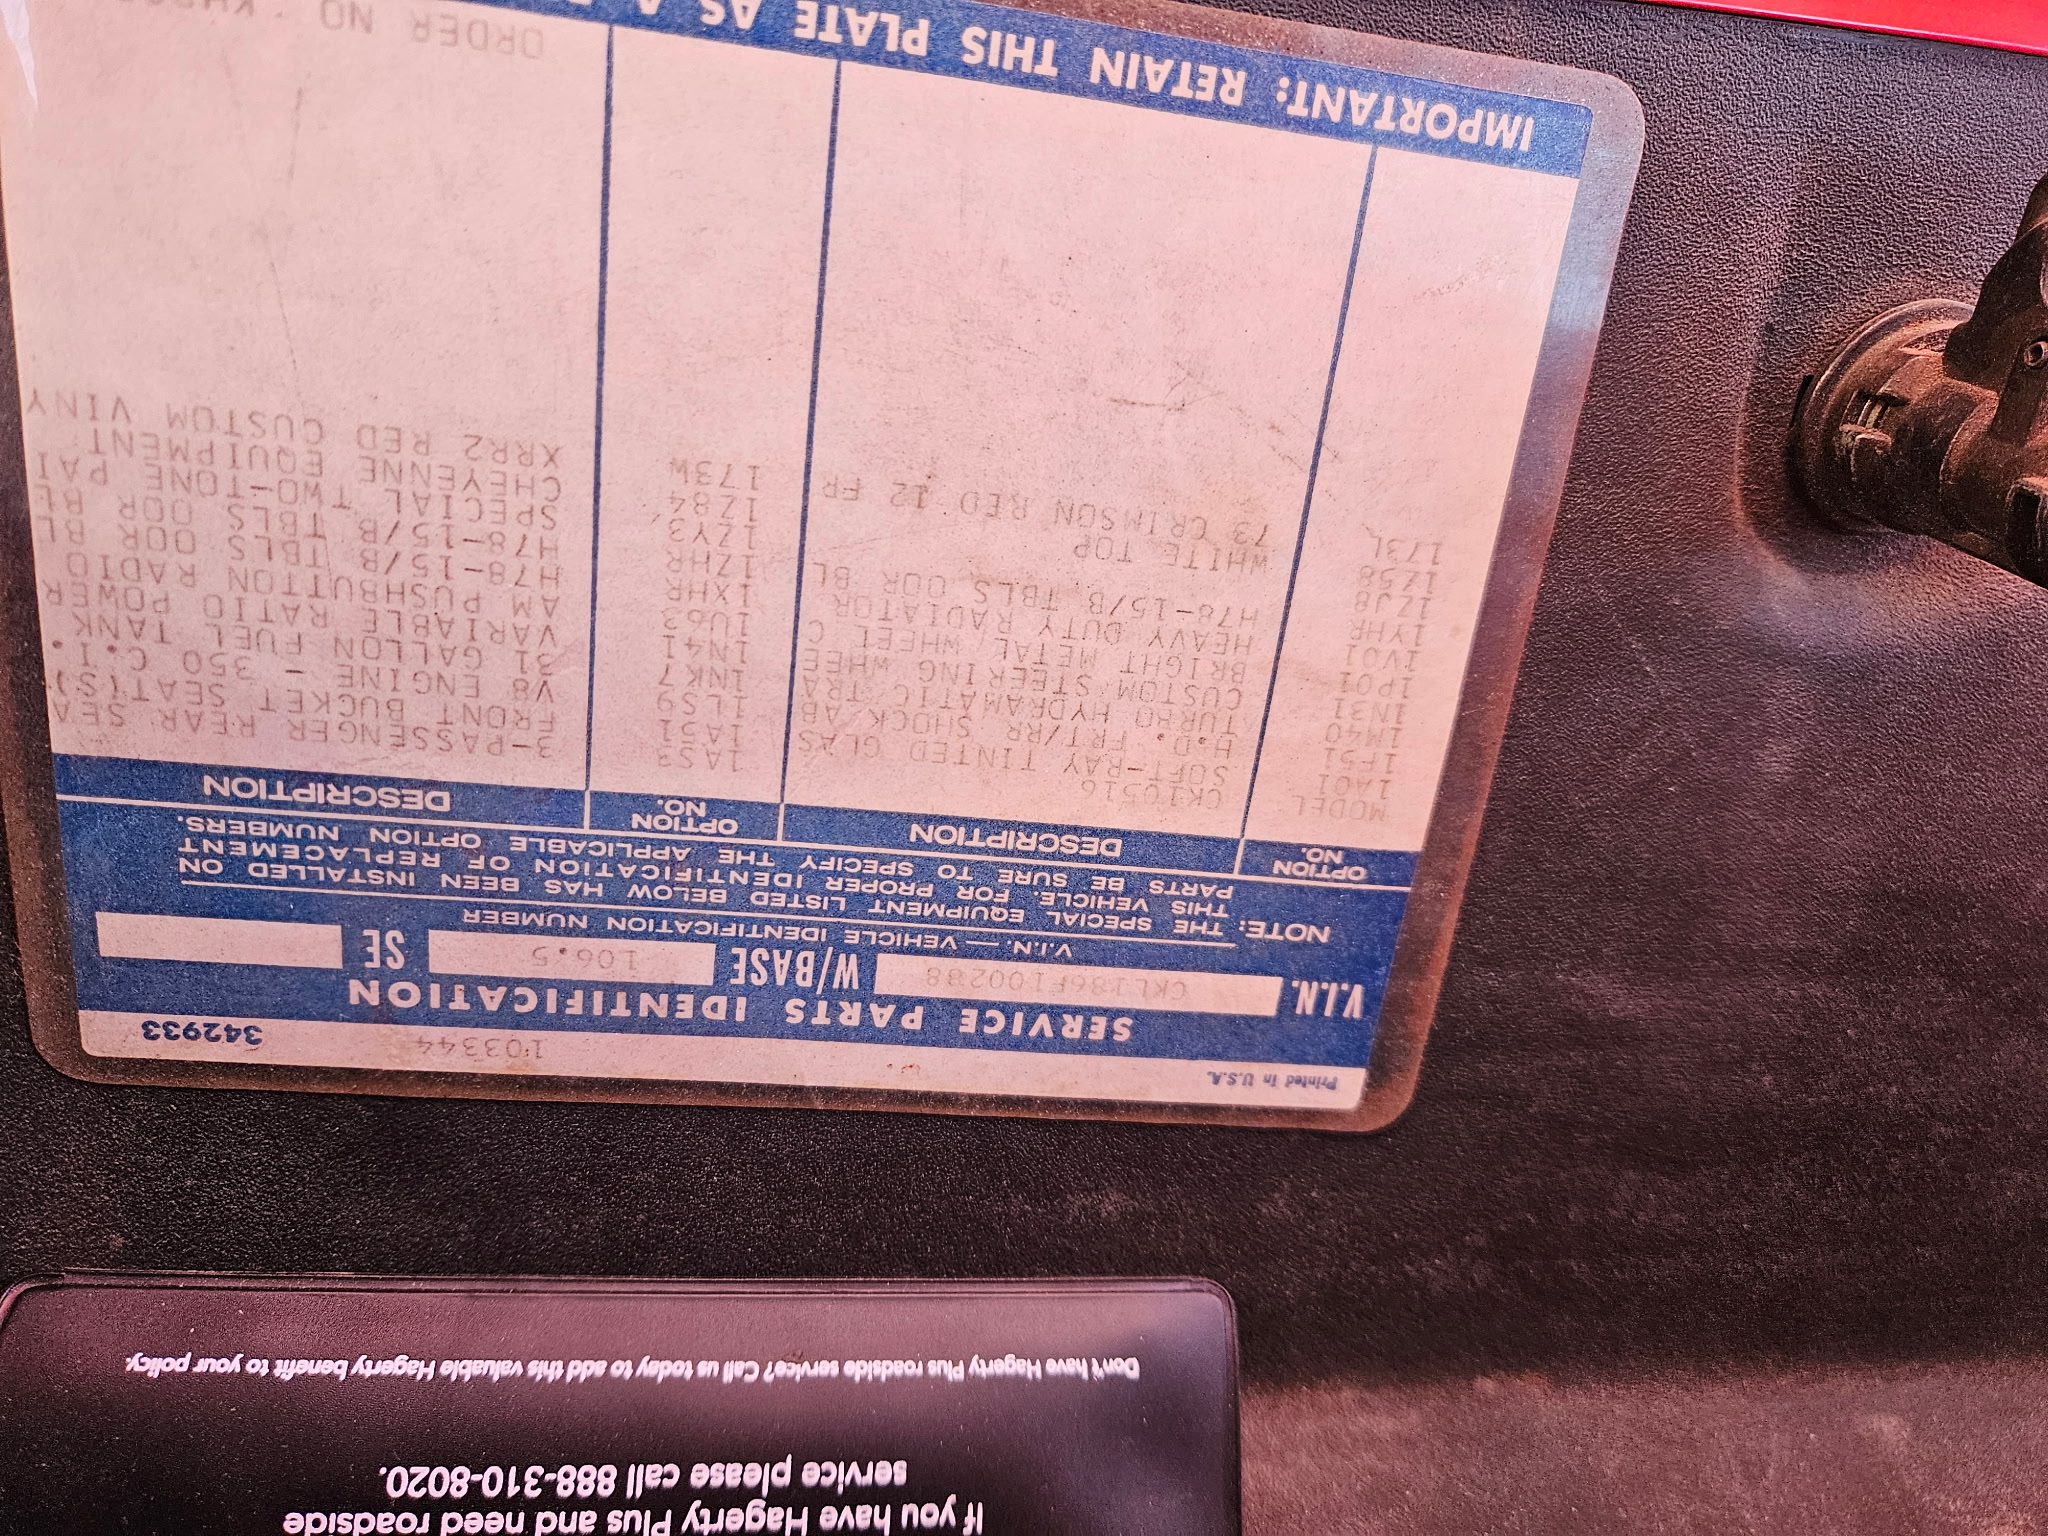 Printed in U.S.A.
103344
342933
SERVICE PARTS IDENTIFICATION
V.I.N. CKL186F100288 W/BASE 106.5 SE
V.I.N. — VEHICLE IDENTIFICATION NUMBER
NOTE: THE SPECIAL EQUIPMENT LISTED BELOW HAS BEEN INSTALLED ON
THIS VEHICLE. FOR PROPER IDENTIFICATION OF REPLACEMENT
PARTS BE SURE TO SPECIFY THE APPLICABLE OPTION NUMBERS.
OPTION NO. DESCRIPTION OPTION NO. DESCRIPTION
MODEL CK10516
1A01 SOFT-RAY TINTED GLAS
1F51 H.D. FRT/RR SHOCK AB
1M40 TURBO HYDRAMATIC TRA
1N31 CUSTOM STEERING WHEE
1P01 BRIGHT METAL WHEEL C
1V01 HEAVY DUTY RADIATOR
1YHR H78-15/B TBLS OOR BL
1ZJ8
1Z58 WHITE TOP
173L 73 CRIMSON RED 12 FR
1AS3 3-PASSENGER REAR SEA
1A51 FRONT BUCKET SEAT(S)
1LS9 V8 ENGINE - 350 C.I.
1NK7 31 GALLON FUEL TANK
1N41 VARIABLE RATIO POWER
1U63 AM PUSHBUTTON RADIO
1XHR H78-15/B TBLS OOR BL
1ZHR H78-15/B TBLS OOR BL
1ZY3 SPECIAL TWO-TONE PAI
1Z84 CHEYENNE EQUIPMENT
173W XRR2 RED CUSTOM VINY
ORDER NO
IMPORTANT: RETAIN THIS PLATE AS A
If you have Hagerty Plus and need roadside
service please call 888-310-8020.
Don't have Hagerty Plus roadside service? Call us today to add this valuable Hagerty benefit to your policy.